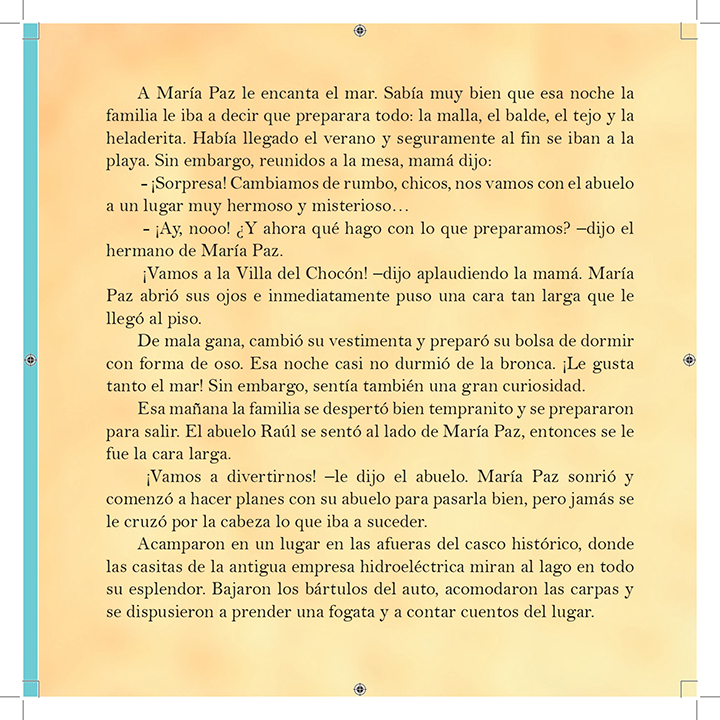 A María Paz le encanta el mar. Sabía muy bien que esa noche la
familia le iba a decir que preparara todo: la malla, el balde, el tejo y la
heladerita. Había llegado el verano y seguramente al fin se iban a la
playa. Sin embargo, reunidos a la mesa, mamá dijo:
- ¡Sorpresa! Cambiamos de rumbo, chicos, nos vamos con el abuelo
a un lugar muy hermoso y misterioso…
- ¡Ay, nooo! ¿Y ahora qué hago con lo que preparamos? –dijo el
hermano de María Paz.
¡Vamos a la Villa del Chocón! –dijo aplaudiendo la mamá. María
Paz abrió sus ojos e inmediatamente puso una cara tan larga que le
llegó al piso.
De mala gana, cambió su vestimenta y preparó su bolsa de dormir
con forma de oso. Esa noche casi no durmió de la bronca. ¡Le gusta
tanto el mar! Sin embargo, sentía también una gran curiosidad.
Esa mañana la familia se despertó bien tempranito y se prepararon
para salir. El abuelo Raúl se sentó al lado de María Paz, entonces se le
fue la cara larga.
¡Vamos a divertirnos! –le dijo el abuelo. María Paz sonrió y
comenzó a hacer planes con su abuelo para pasarla bien, pero jamás se
le cruzó por la cabeza lo que iba a suceder.
Acamparon en un lugar en las afueras del casco histórico, donde
las casitas de la antigua empresa hidroeléctrica miran al lago en todo
su esplendor. Bajaron los bártulos del auto, acomodaron las carpas y
se dispusieron a prender una fogata y a contar cuentos del lugar.